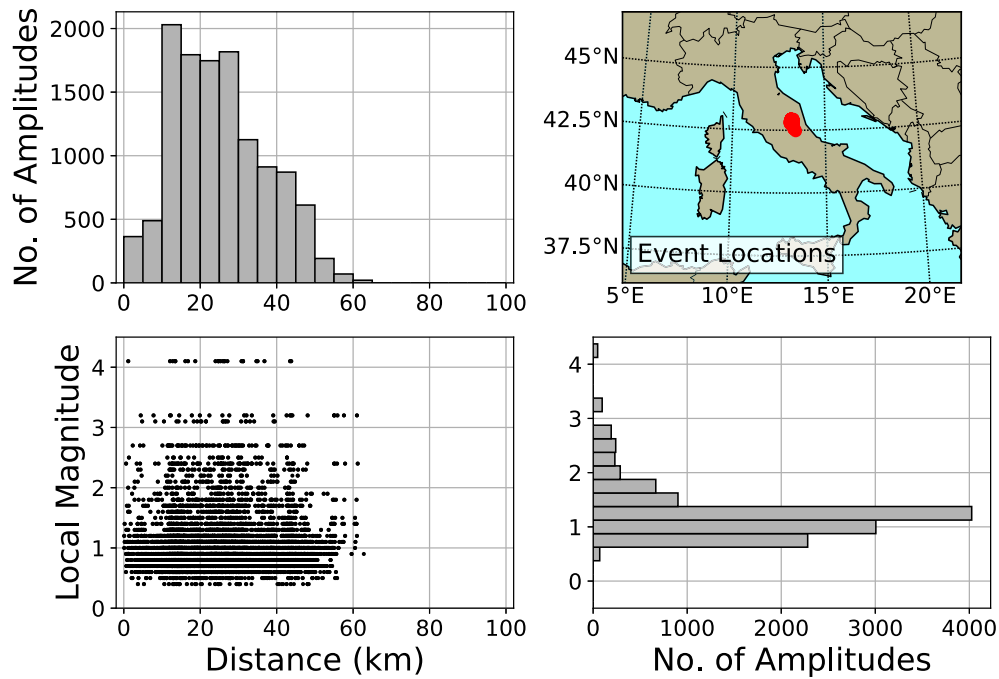 No. of Amplitudes
2000
1500
1000
500
0
0
20
40
60
80
100
45°N
42.5°N
40°N
37.5°N
Event Locations
5°E
10°E
15°E
20°E
Local Magnitude
4
3
2
1
0
0
20
40
60
80
100
Distance (km)
4
3
2
1
0
0
1000
2000
3000
4000
No. of Amplitudes